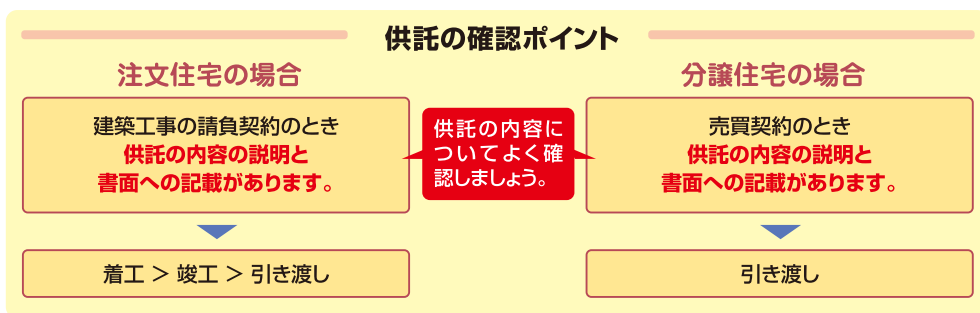 供託の確認ポイント
注文住宅の場合
建築工事の請負契約のとき
供託の内容の説明と
書面への記載があります。
着工 > 竣工 > 引き渡し
供託の内容に
ついてよく確
認しましょう。
分譲住宅の場合
売買契約のとき
供託の内容の説明と
書面への記載があります。
引き渡し